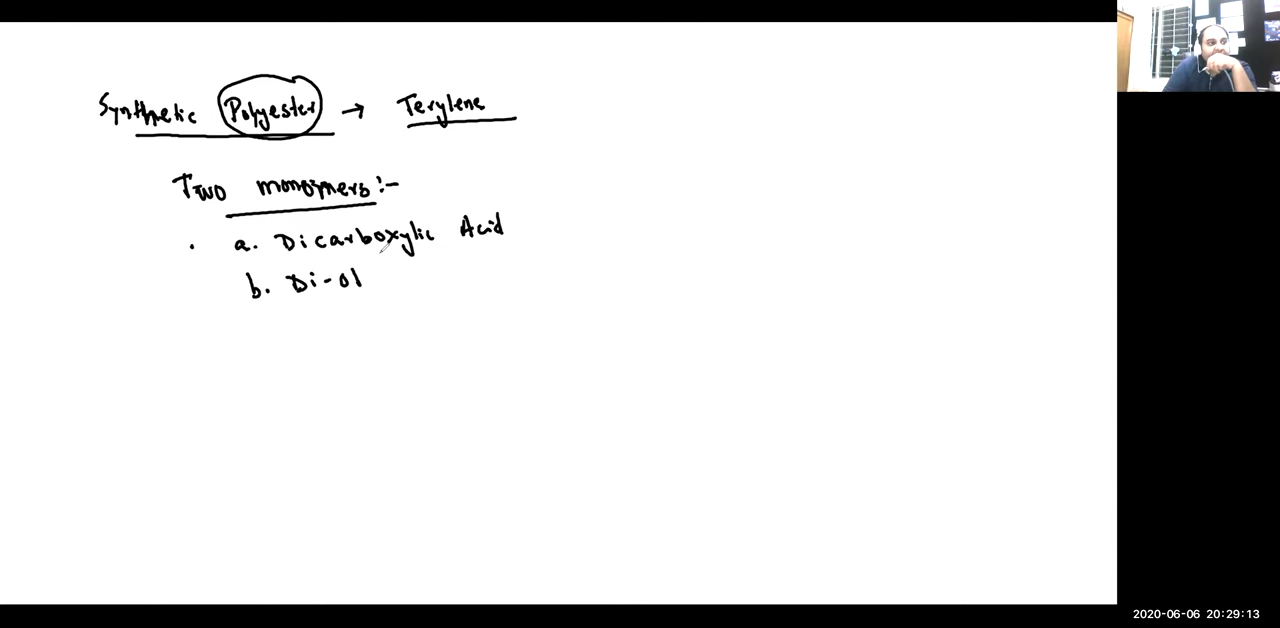 Synthetic Polyester → Terylene
Two monomers :-
a. Dicarboxylic Acid
b. Di-ol
2020-06-06 20:29:13